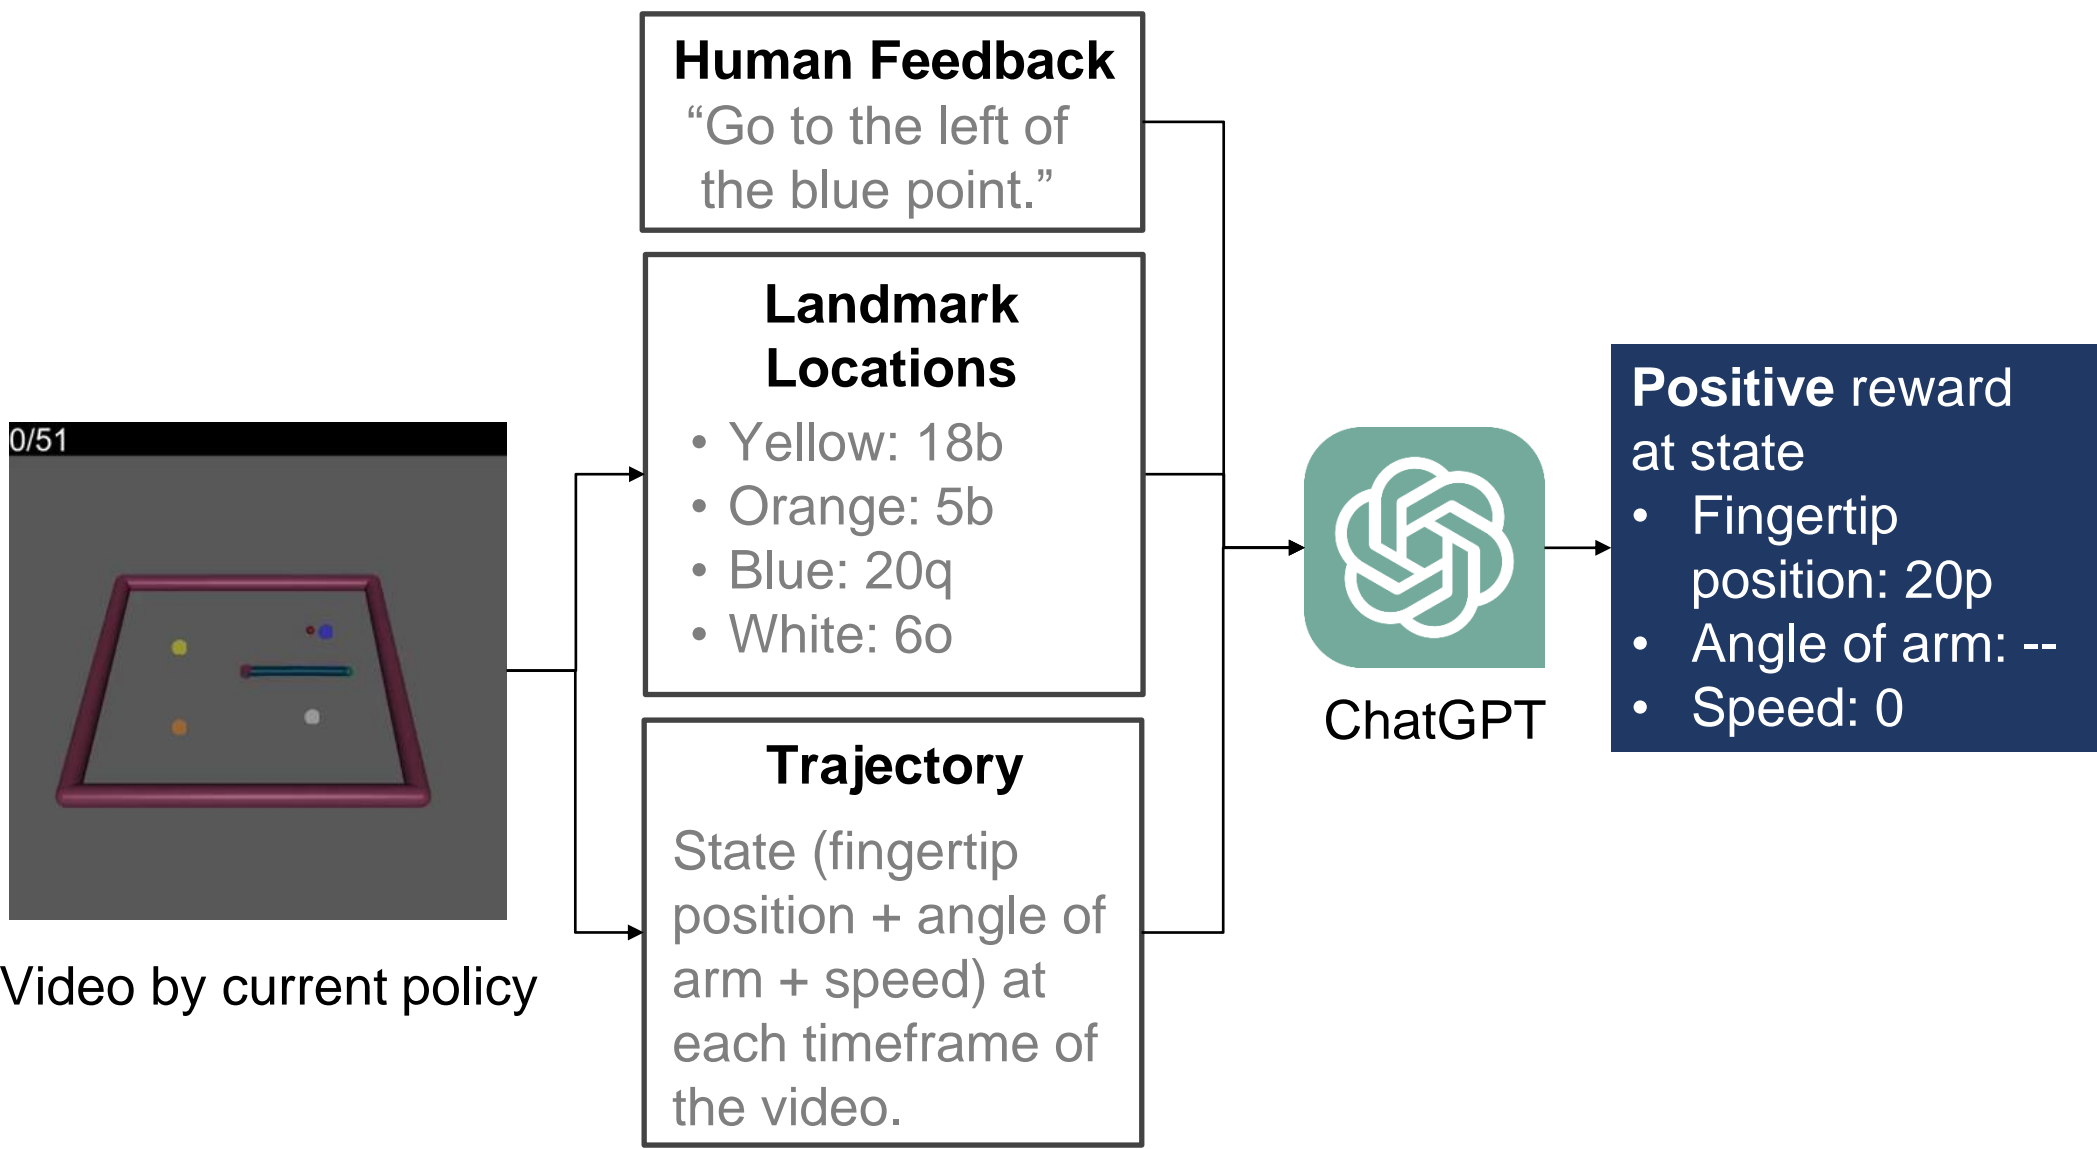 Human Feedback
“Go to the left of
the blue point.”
Landmark
Locations
• Yellow: 18b
• Orange: 5b
• Blue: 20q
• White: 6o
Trajectory
State (fingertip
position + angle of
arm + speed) at
each timeframe of
the video.
0/51
Video by current policy
ChatGPT
Positive reward
at state
• Fingertip
position: 20p
• Angle of arm: --
• Speed: 0